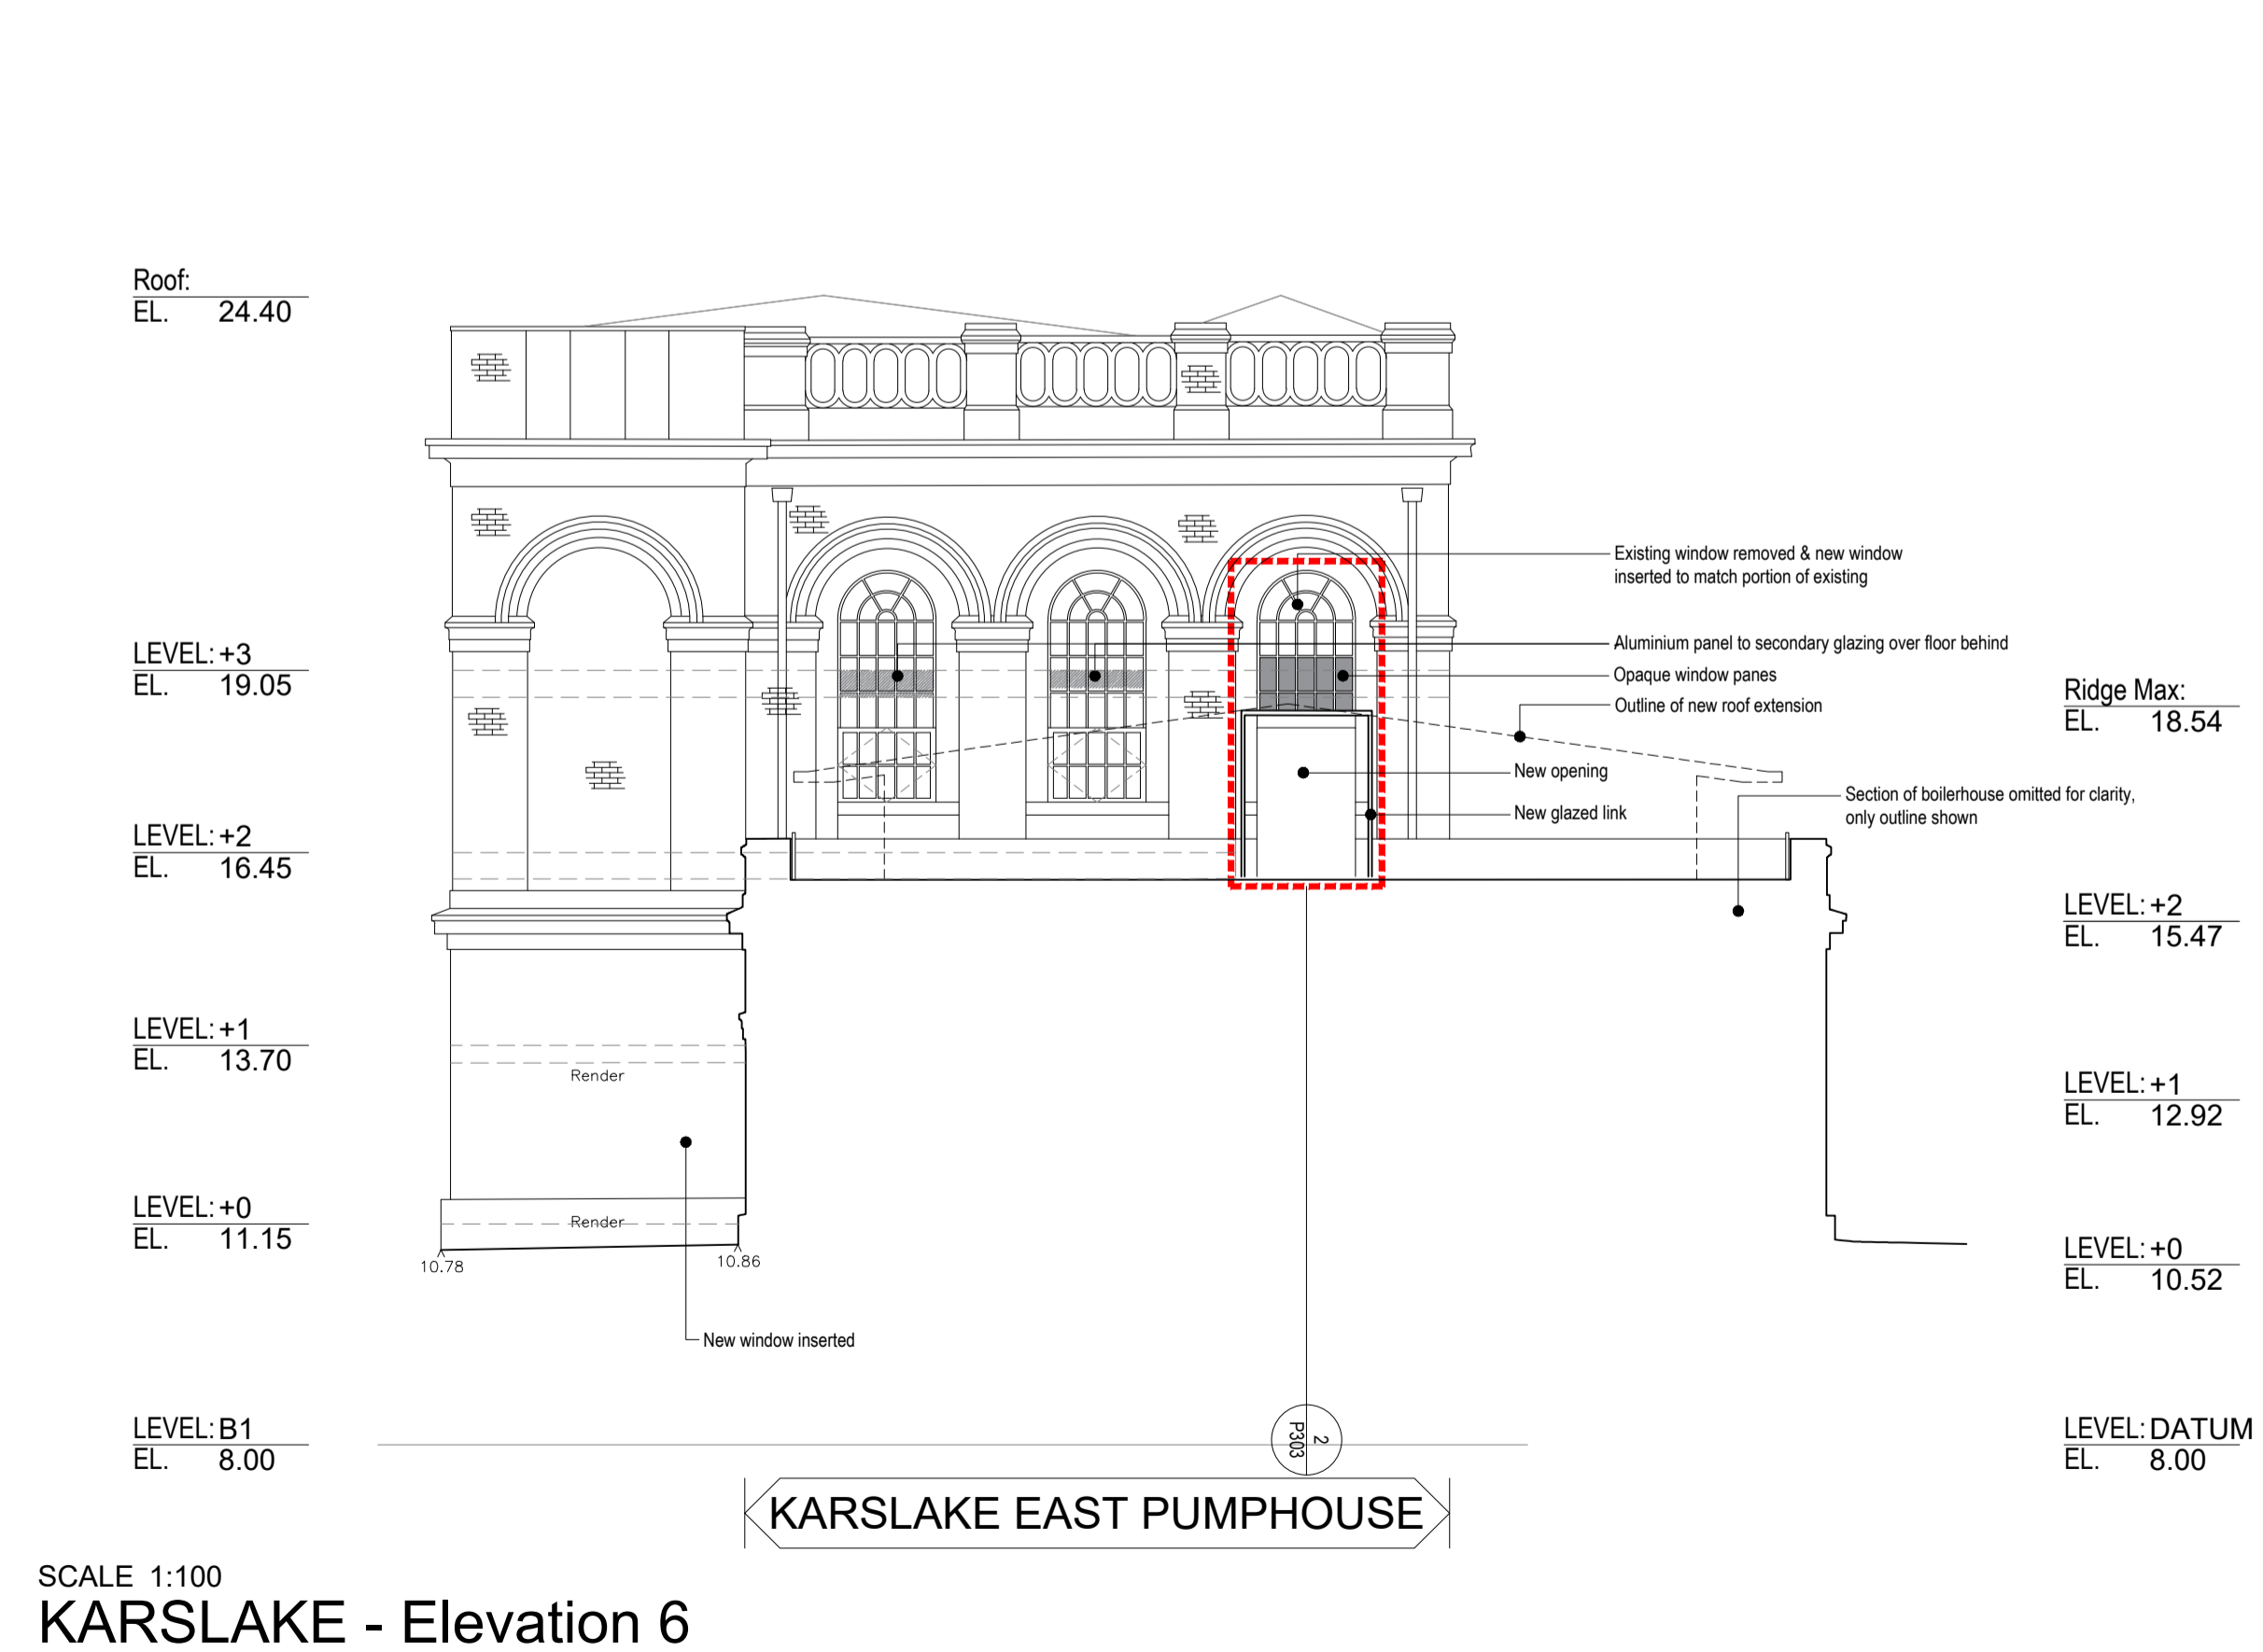 Roof:
EL. 24.40
Existing window removed & new window
inserted to match portion of existing
LEVEL: +3
EL. 19.05
Aluminium panel to secondary glazing over floor behind
Opaque window panes
Outline of new roof extension
Ridge Max:
EL. 18.54
New opening
New glazed link
Section of boilerhouse omitted for clarity,
only outline shown
LEVEL: +2
EL. 16.45
LEVEL: +2
EL. 15.47
LEVEL: +1
EL. 13.70
Render
LEVEL: +1
EL. 12.92
LEVEL: +0
EL. 11.15
Render
10.78
10.86
LEVEL: +0
EL. 10.52
New window inserted
LEVEL: B1
EL. 8.00
2
P303
LEVEL: DATUM
EL. 8.00
KARSLAKE EAST PUMPHOUSE
SCALE 1:100
KARSLAKE - Elevation 6